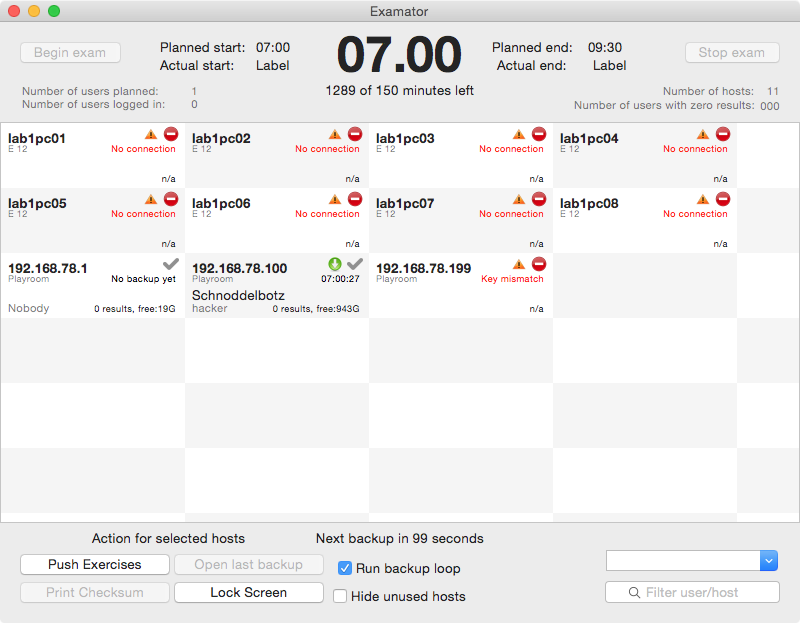 Examator
Begin exam
Planned start: 07:00
Actual start: Label
07.00
1289 of 150 minutes left
Planned end: 09:30
Actual end: Label
Stop exam
Number of users planned: 1
Number of users logged in: 0
Number of hosts: 11
Number of users with zero results: 000
lab1pc01
E 12
No connection
n/a
lab1pc02
E 12
No connection
n/a
lab1pc03
E 12
No connection
n/a
lab1pc04
E 12
No connection
n/a
lab1pc05
E 12
No connection
n/a
lab1pc06
E 12
No connection
n/a
lab1pc07
E 12
No connection
n/a
lab1pc08
E 12
No connection
n/a
192.168.78.1
Playroom
No backup yet
Nobody
0 results, free:19G
192.168.78.100
Playroom
07:00:27
Schnoddelbotz
hacker
0 results, free:943G
192.168.78.199
Playroom
Key mismatch
n/a
Action for selected hosts
Next backup in 99 seconds
Push Exercises
Open last backup
Run backup loop
Print Checksum
Lock Screen
Hide unused hosts
Filter user/host